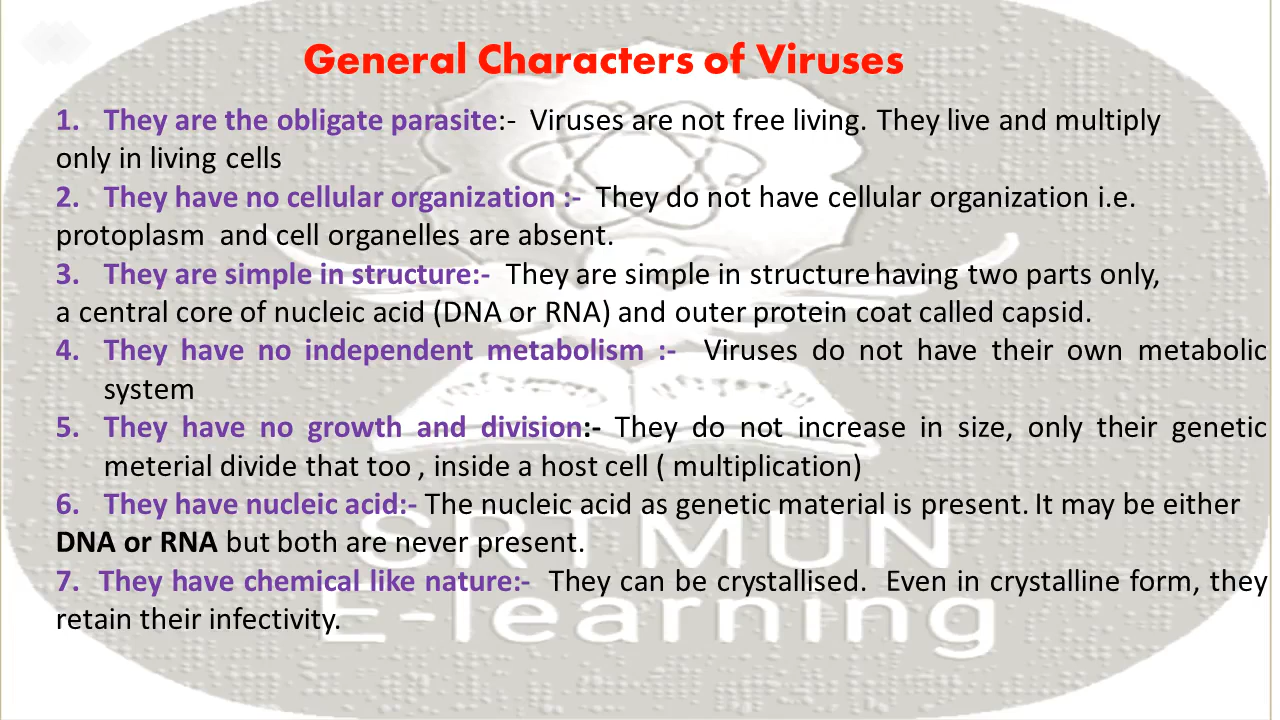 General Characters of Viruses
1. They are the obligate parasite:- Viruses are not free living. They live and multiply
only in living cells
2. They have no cellular organization :- They do not have cellular organization i.e.
protoplasm and cell organelles are absent.
3. They are simple in structure:- They are simple in structure having two parts only,
a central core of nucleic acid (DNA or RNA) and outer protein coat called capsid.
4. They have no independent metabolism :- Viruses do not have their own metabolic
system
5. They have no growth and division:- They do not increase in size, only their genetic
meterial divide that too , inside a host cell ( multiplication)
6. They have nucleic acid:- The nucleic acid as genetic material is present. It may be either
DNA or RNA but both are never present.
7. They have chemical like nature:- They can be crystallised. Even in crystalline form, they
retain their infectivity.
SRTMUN
E-learning